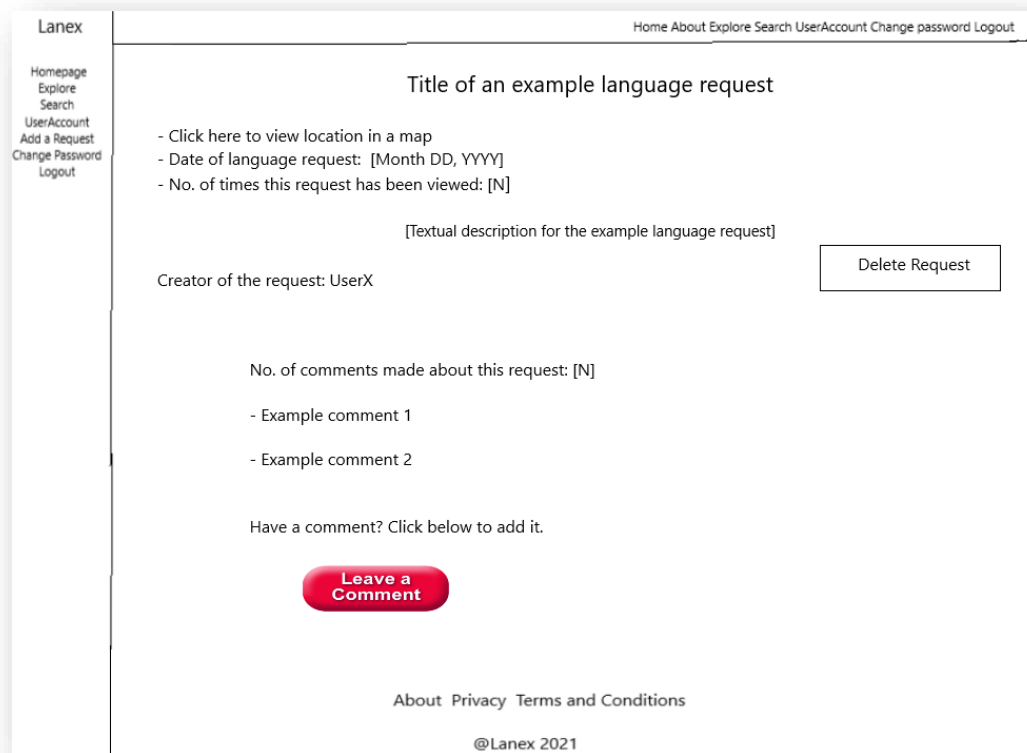 Lanex
Home About Explore Search UserAccount Change password Logout
Homepage
Explore
Search
UserAccount
Add a Request
Change Password
Logout
Title of an example language request
- Click here to view location in a map
- Date of language request:  [Month DD, YYYY]
- No. of times this request has been viewed: [N]
[Textual description for the example language request]
Delete Request
Creator of the request: UserX
No. of comments made about this request: [N]
- Example comment 1
- Example comment 2
Have a comment? Click below to add it.
Leave a
Comment
About  Privacy  Terms and Conditions
@Lanex 2021